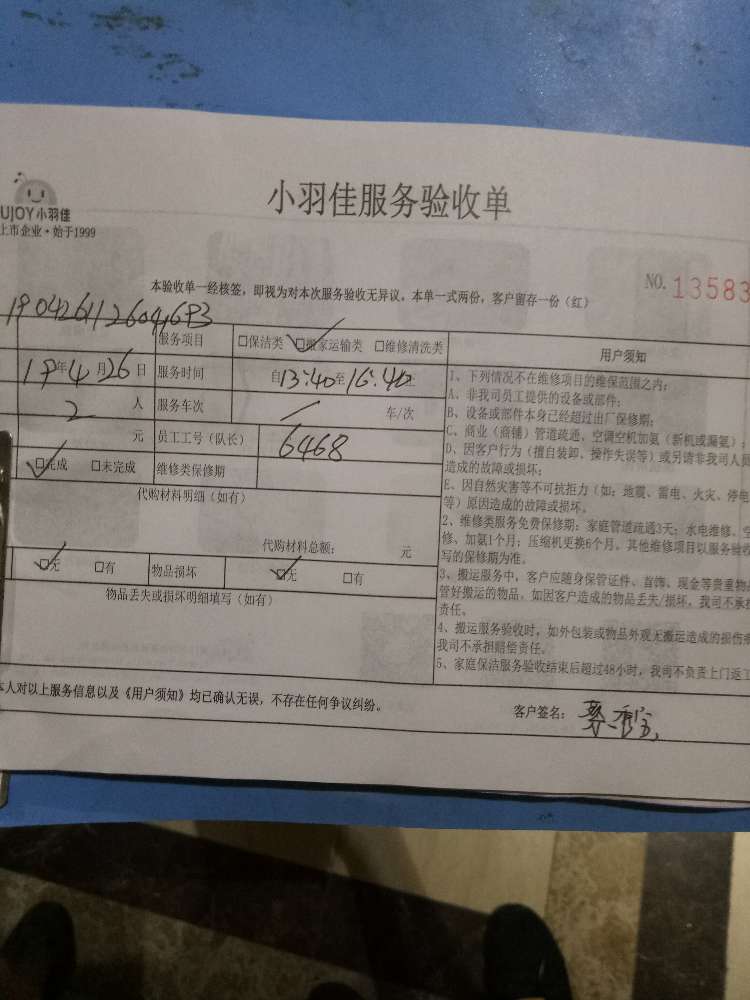 UJOY小羽佳
上市企业·始于1999
小羽佳服务验收单
本验收单一经核签，即视为对本次服务验收无异议。本单一式两份，客户留存一份（红）
NO. 13583
服务项目 □保洁类 □搬家运输类 □维修清洗类
用户须知
19年4月26日 服务时间 自13:40至16:40止
2人 服务车次 / 车/次
元 员工工号（队长） 6468
□完成 □未完成 维修类保修期
代购材料明细（如有）
代购材料总额： 元
□无 □有 物品损坏 □无 □有
物品丢失或损坏明细填写（如有）
1、下列情况不在维修项目的维保范围之内：
A、非我司员工提供的设备或部件；
B、设备或部件本身已经超过出厂保修期；
C、商业（商铺）管道疏通，空调空机加氨（新机或漏氨）；
D、因客户行为（擅自装卸、操作失误等）或另请非我司人员
造成的故障或损坏；
E、因自然灾害等不可抗拒力（如：地震、雷电、火灾、停电
等）原因造成的故障或损坏。
2、维修类服务免费保修期：家庭管道疏通3天；水电维修、空
修、加氨1个月；压缩机更换6个月。其他维修项目以服务验收
写的保修期为准。
3、搬运服务中，客户应随身保管证件、首饰、现金等贵重物品
管好搬运的物品。如因客户造成的物品丢失/损坏，我司不承担
责任。
4、搬运服务验收时，如外包装或物品外观无搬运造成的损伤
我司不承担赔偿责任。
5、家庭保洁服务验收结束后超过48小时，我司不负责上门返工
本人对以上服务信息以及《用户须知》均已确认无误，不存在任何争议纠纷。
客户签名：